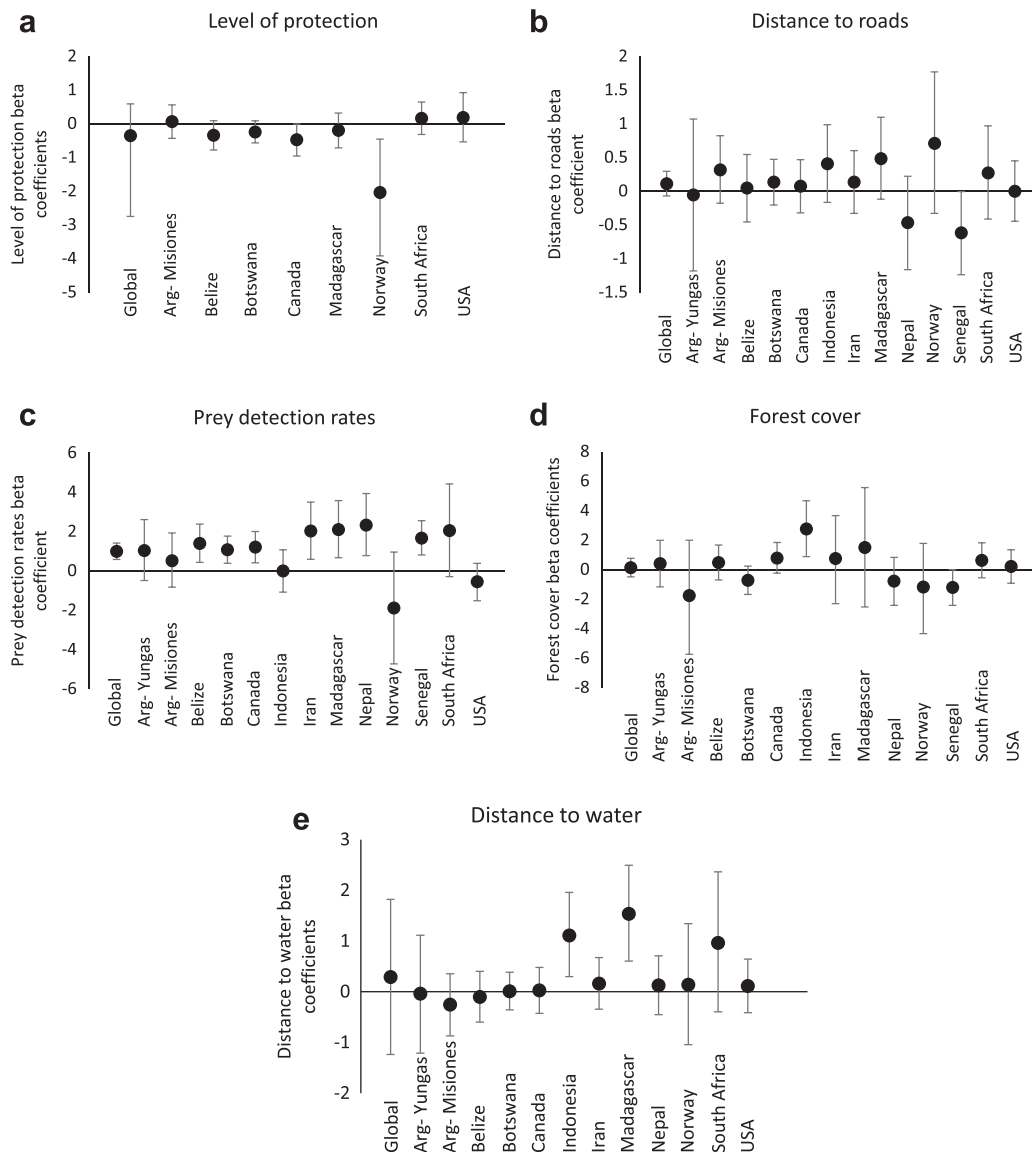 a
Level of protection
Level of protection beta
coefficients
2
1
0
-1
-2
-3
-4
-5
Global
Arg- Misiones
Belize
Botswana
Canada
Madagascar
Norway
South Africa
USA
b
Distance to roads
Distance to roads beta
coefficient
2
1.5
1
0.5
0
-0.5
-1
-1.5
Global
Arg- Yungas
Arg- Misiones
Belize
Botswana
Canada
Indonesia
Iran
Madagascar
Nepal
Norway
Senegal
South Africa
USA
c
Prey detection rates
Prey detection rates beta
coefficient
6
4
2
0
-2
-4
-6
Global
Arg- Yungas
Arg- Misiones
Belize
Botswana
Canada
Indonesia
Iran
Madagascar
Nepal
Norway
Senegal
South Africa
USA
d
Forest cover
Forest cover beta coefficients
8
6
4
2
0
-2
-4
-6
-8
Global
Arg- Yungas
Arg- Misiones
Belize
Botswana
Canada
Indonesia
Iran
Madagascar
Nepal
Norway
Senegal
South Africa
USA
e
Distance to water
Distance to water beta
coefficients
3
2
1
0
-1
-2
Global
Arg- Yungas
Arg- Misiones
Belize
Botswana
Canada
Indonesia
Iran
Madagascar
Nepal
Norway
South Africa
USA